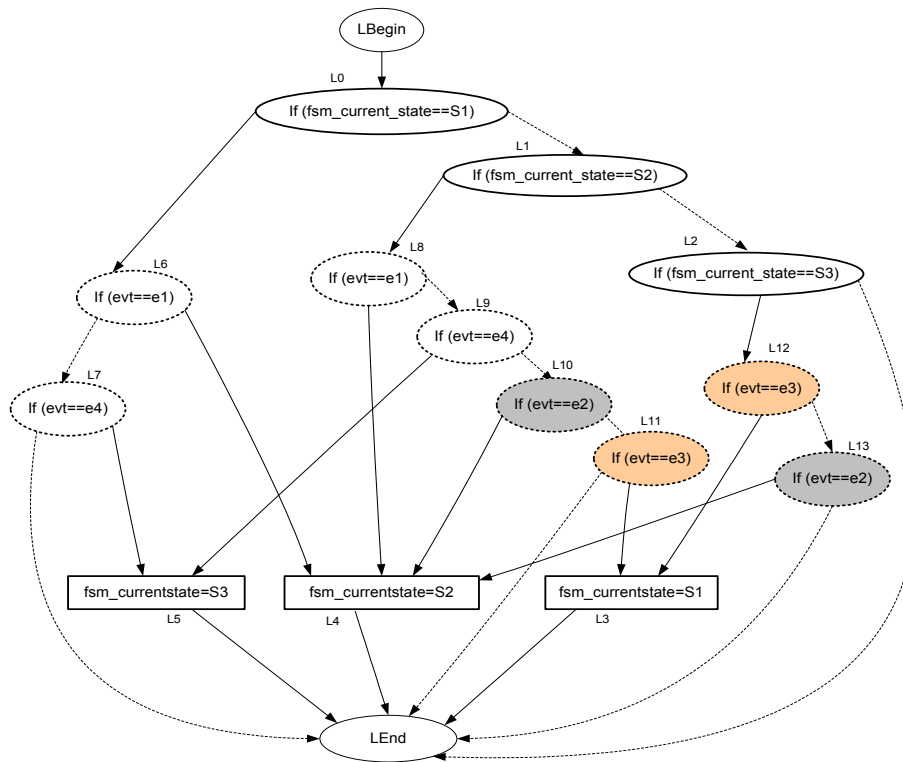 LBegin
L0
If (fsm_current_state==S1)
L1
If (fsm_current_state==S2)
L2
If (fsm_current_state==S3)
L6
If (evt==e1)
L8
If (evt==e1)
L9
If (evt==e4)
L7
If (evt==e4)
L10
If (evt==e2)
L12
If (evt==e3)
L11
If (evt==e3)
L13
If (evt==e2)
fsm_currentstate=S3
L5
fsm_currentstate=S2
L4
fsm_currentstate=S1
L3
LEnd